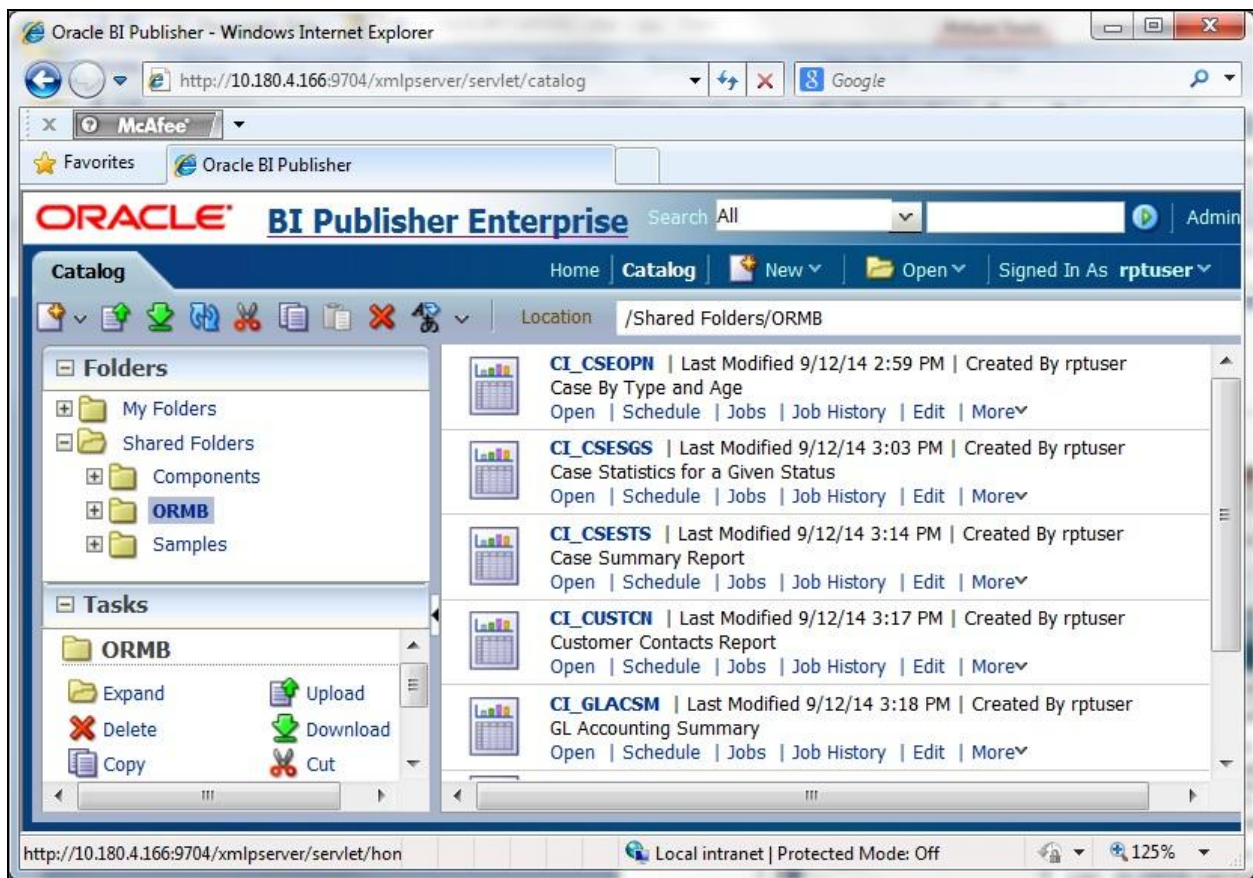 Oracle BI Publisher - Windows Internet Explorer
http://10.180.4.166:9704/xmlpserver/servlet/catalog
Google
x McAfee
Favorites Oracle BI Publisher
ORACLE BI Publisher Enterprise Search All Admin
Catalog Home Catalog New Open Signed In As rptuser
Location /Shared Folders/ORMB
Folders
My Folders
Shared Folders
Components
ORMB
Samples
Tasks
ORMB
Expand Upload
Delete Download
Copy Cut
CI_CSEOPN | Last Modified 9/12/14 2:59 PM | Created By rptuser
Case By Type and Age
Open | Schedule | Jobs | Job History | Edit | More
CI_CSESGS | Last Modified 9/12/14 3:03 PM | Created By rptuser
Case Statistics for a Given Status
Open | Schedule | Jobs | Job History | Edit | More
CI_CSESTS | Last Modified 9/12/14 3:14 PM | Created By rptuser
Case Summary Report
Open | Schedule | Jobs | Job History | Edit | More
CI_CUSTCN | Last Modified 9/12/14 3:17 PM | Created By rptuser
Customer Contacts Report
Open | Schedule | Jobs | Job History | Edit | More
CI_GLACSM | Last Modified 9/12/14 3:18 PM | Created By rptuser
GL Accounting Summary
Open | Schedule | Jobs | Job History | Edit | More
http://10.180.4.166:9704/xmlpserver/servlet/hon Local intranet | Protected Mode: Off 125%